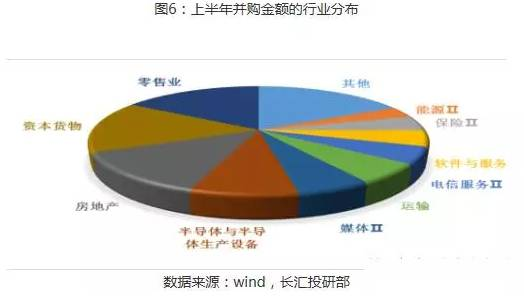 图6：上半年并购金额的行业分布
零售业
其他
能源Ⅱ
资本货物
保险Ⅱ
软件与服务
电信服务Ⅱ
房地产
运输
半导体与半导
体生产设备
媒体Ⅱ
数据来源：wind，长汇投研部